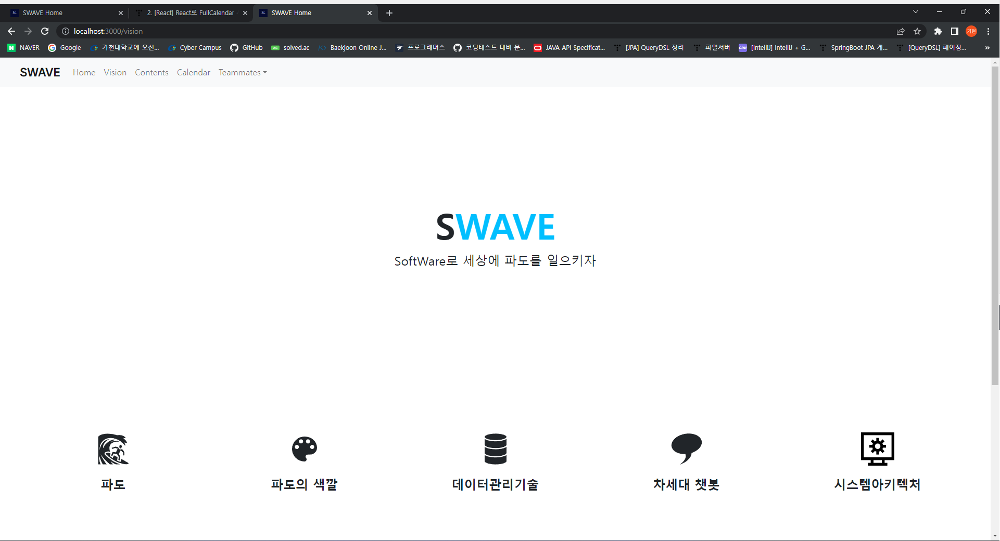 SWAVE Home
2. [React] React로 FullCalendar
SWAVE Home
localhost:3000/vision
기현
NAVER
Google
가천대학교에 오신...
Cyber Campus
GitHub
AC solved.ac
Baekjoon Online J...
프로그래머스
코딩테스트 대비 문...
JAVA API Specificat...
[JPA] QueryDSL 정리
파일서버
GDH [IntelliJ] IntelliJ + G...
SpringBoot JPA 게...
[QueryDSL] 페이징...
SWAVE Home Vision Contents Calendar Teammates
SWAVE
SoftWare로 세상에 파도를 일으키자
파도 파도의 색깔 데이터관리기술 차세대 챗봇 시스템아키텍처